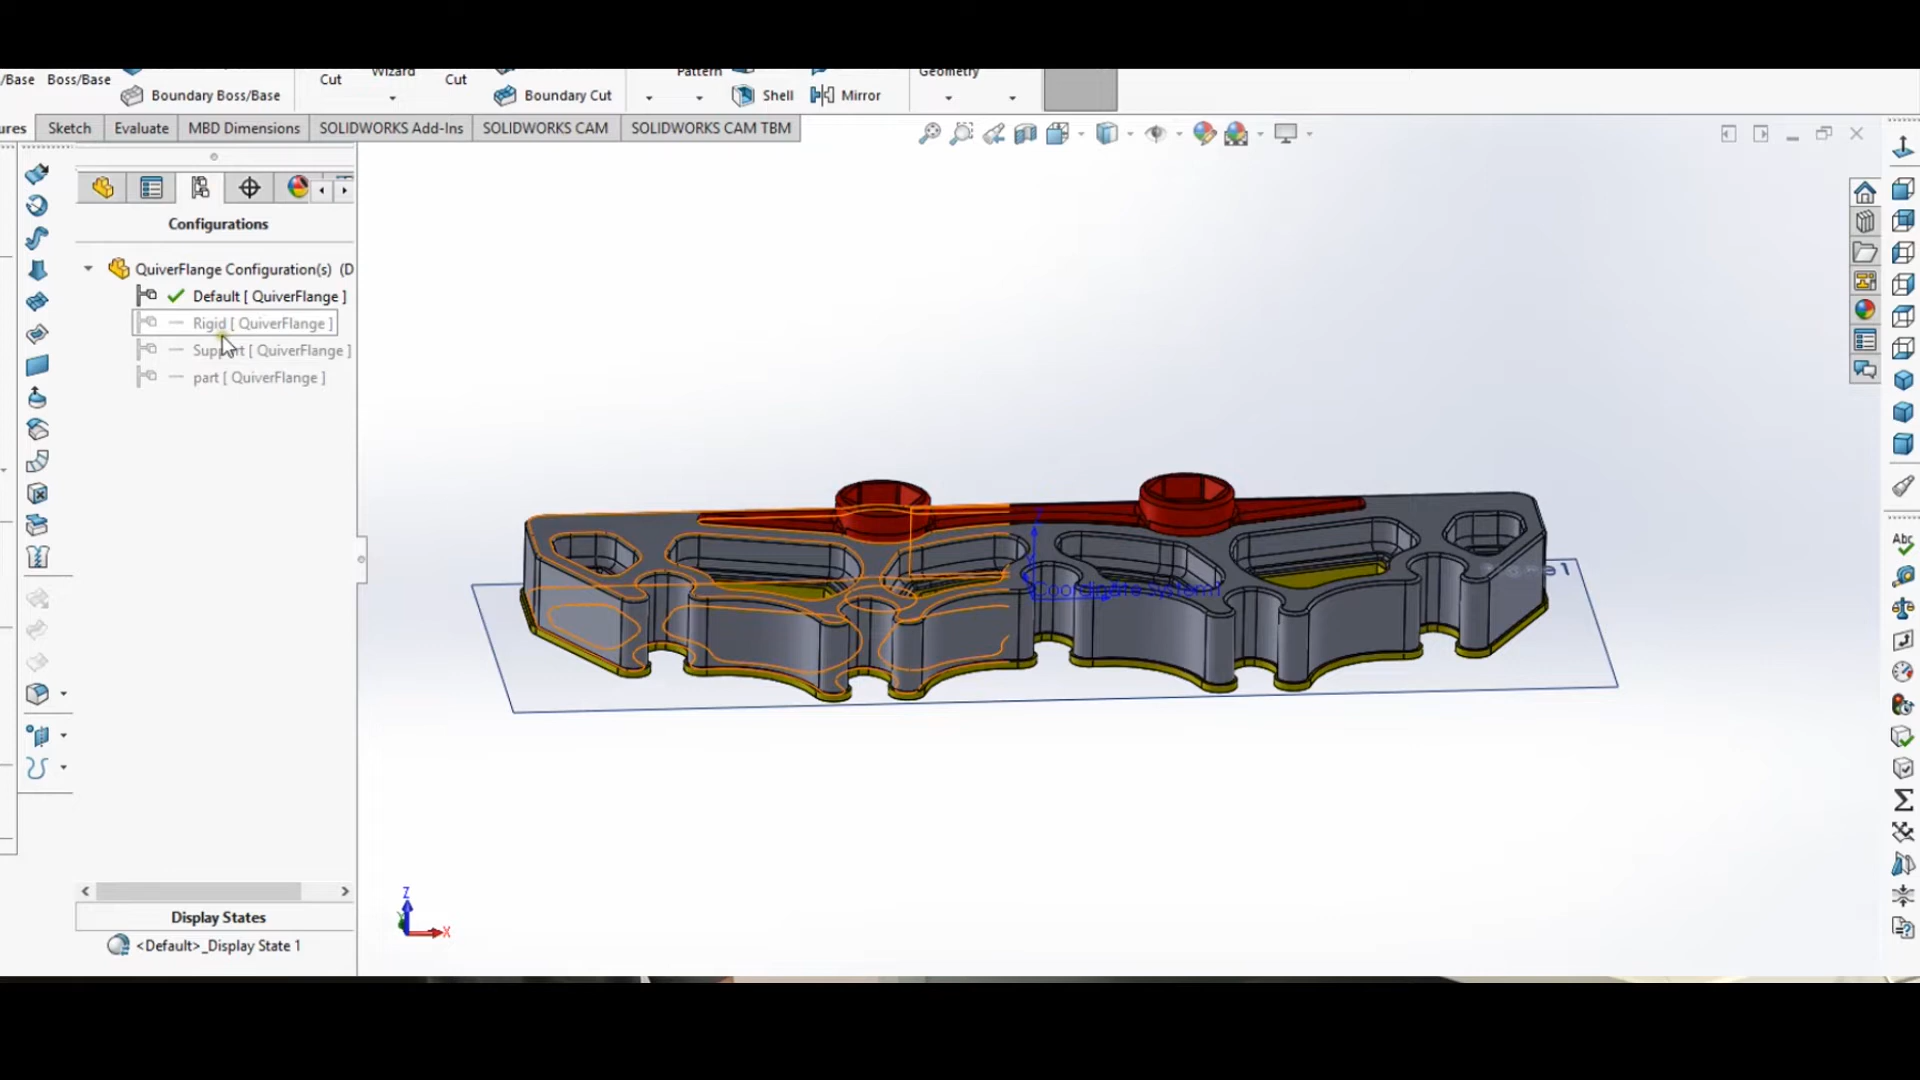 /Base Boss/Base Cut Wizard Cut Pattern Geometry
Boundary Boss/Base Boundary Cut Shell Mirror
ures Sketch Evaluate MBD Dimensions SOLIDWORKS Add-Ins SOLIDWORKS CAM SOLIDWORKS CAM TBM
Configurations
QuiverFlange Configuration(s) (D
Default [ QuiverFlange ]
Rigid [ QuiverFlange ]
Support [ QuiverFlange ]
part [ QuiverFlange ]
Abc
Coordinate System1
Z
X
Display States
<Default>_Display State 1